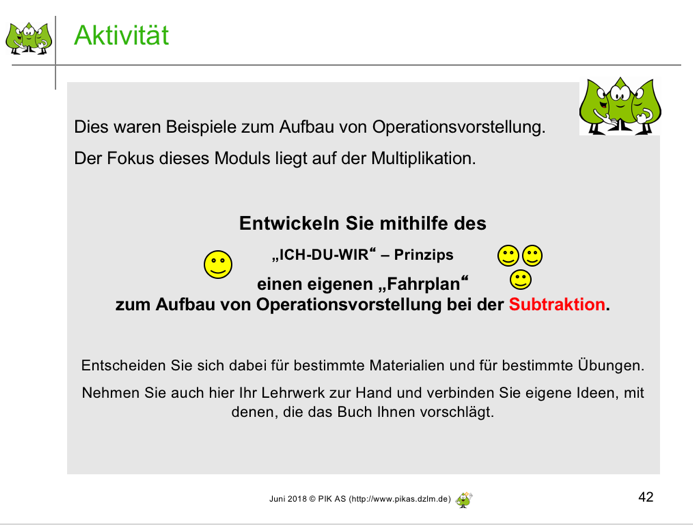 Aktivität
Dies waren Beispiele zum Aufbau von Operationsvorstellung.
Der Fokus dieses Moduls liegt auf der Multiplikation.
Entwickeln Sie mithilfe des
„ICH-DU-WIR“ – Prinzips
einen eigenen „Fahrplan“
zum Aufbau von Operationsvorstellung bei der Subtraktion.
Entscheiden Sie sich dabei für bestimmte Materialien und für bestimmte Übungen.
Nehmen Sie auch hier Ihr Lehrwerk zur Hand und verbinden Sie eigene Ideen, mit
denen, die das Buch Ihnen vorschlägt.
Juni 2018 © PIK AS (http://www.pikas.dzlm.de)
42